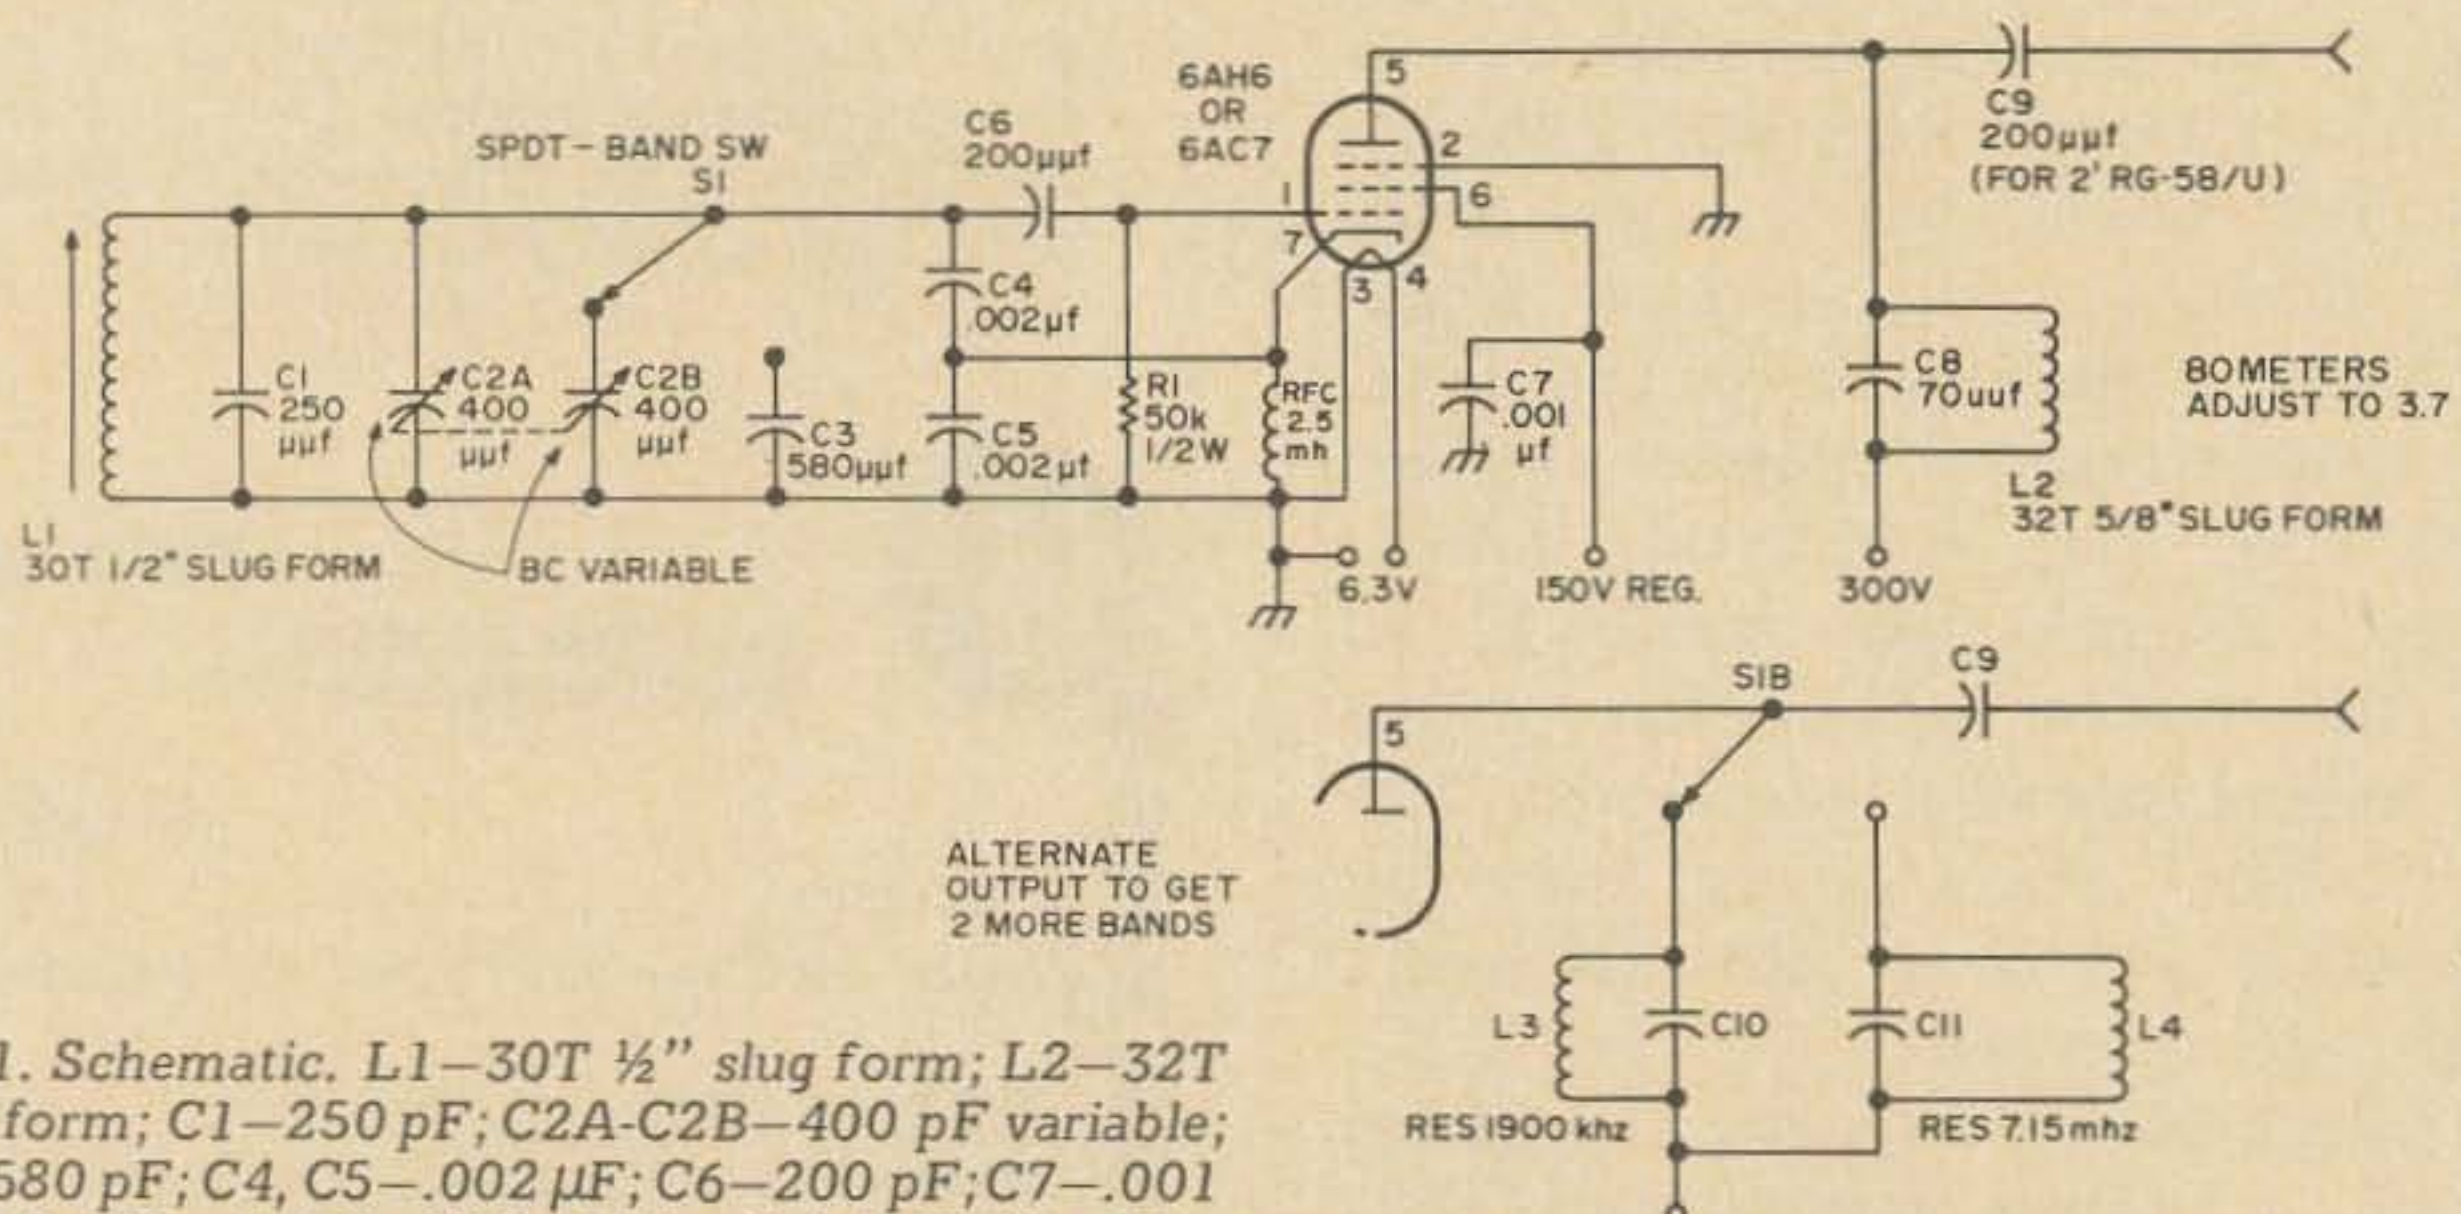 6AH6
OR
6AC7
5
2
6
1
7
3
4
SPDT - BAND SW
S1
C6
200µµf
C9
200µµf
(FOR 2' RG-58/U)
C1
250
µµf
C2A
400
µµf
C2B
400
µµf
C3
580µµf
C4
.002µf
C5
.002µf
R1
50k
1/2W
RFC
2.5
mh
C7
.001
µf
C8
70uuf
80METERS
ADJUST TO 3.7
L1
30T 1/2" SLUG FORM
BC VARIABLE
6.3V
150V REG.
300V
L2
32T 5/8" SLUG FORM
S1B
C9
5
ALTERNATE
OUTPUT TO GET
2 MORE BANDS
L3
C10
C11
L4
RES 1900 khz
RES 7.15mhz
1. Schematic. L1—30T ½” slug form; L2—32T
form; C1—250 pF; C2A-C2B—400 pF variable;
580 pF; C4, C5—.002 µF; C6—200 pF; C7—.001